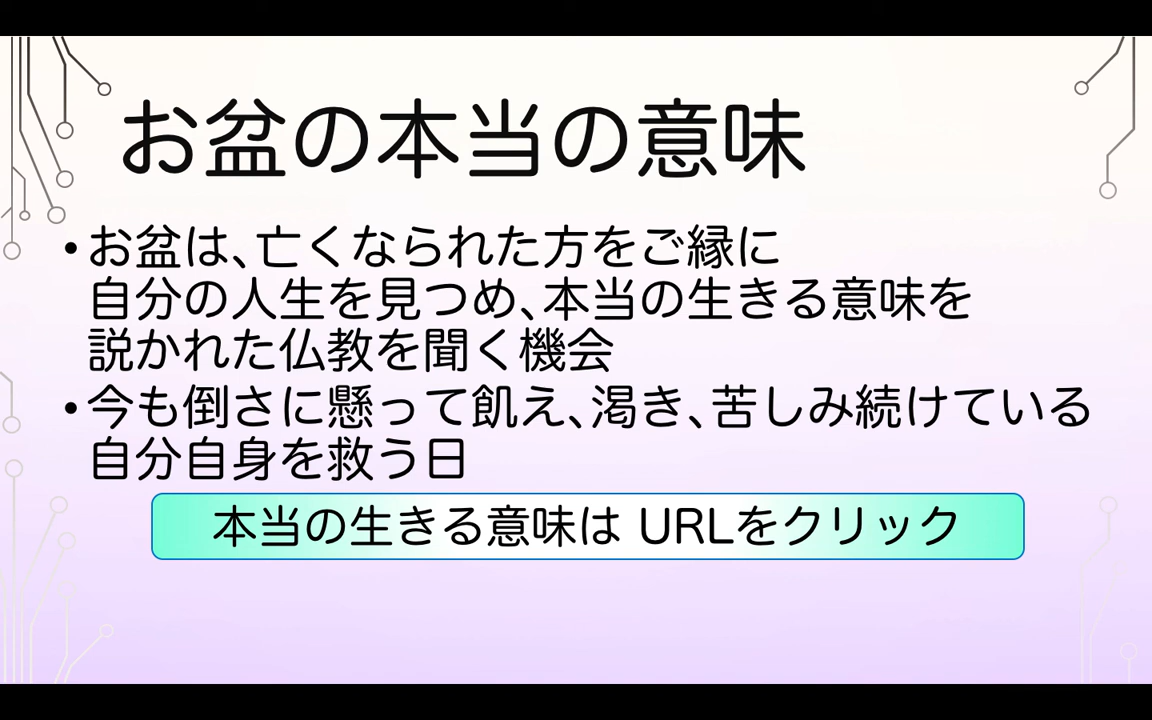 お盆の本当の意味
•お盆は、亡くなられた方をご縁に
自分の人生を見つめ、本当の生きる意味を
説かれた仏教を聞く機会
•今も倒さに懸って飢え、渇き、苦しみ続けている
自分自身を救う日
本当の生きる意味は URLをクリック